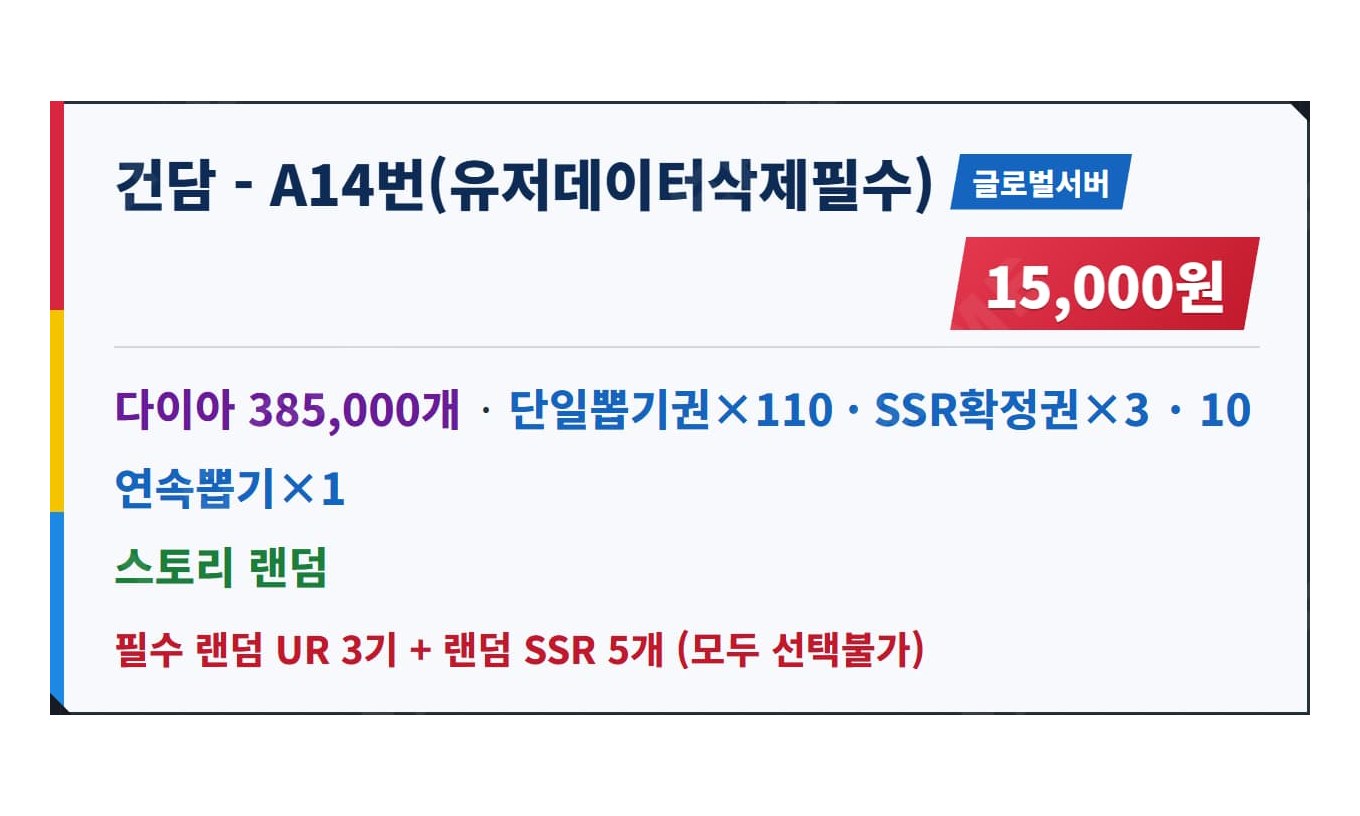 건담 - A14번(유저데이터삭제필수) 글로벌서버
15,000원
다이아 385,000개 · 단일뽑기권×110 · SSR확정권×3 · 10
연속뽑기×1
스토리 랜덤
필수 랜덤 UR 3기 + 랜덤 SSR 5개 (모두 선택불가)